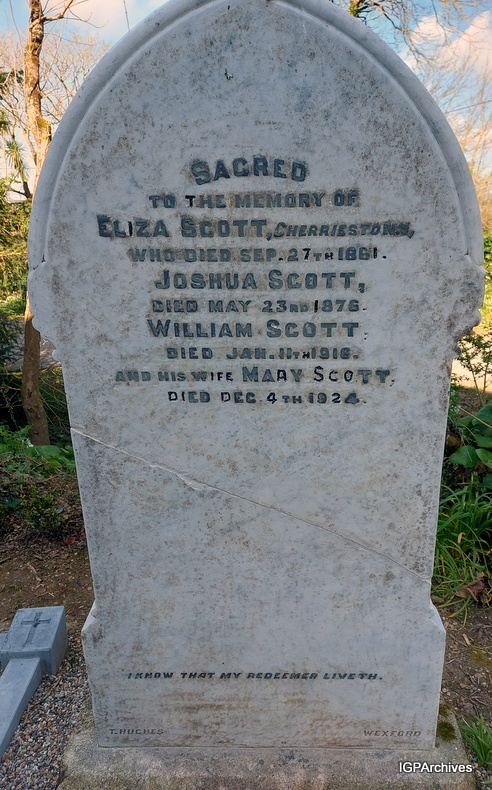 SACRED
TO THE MEMORY OF
ELIZA SCOTT, CHERRIESTOWN,
WHO DIED SEP. 27TH 1861.
JOSHUA SCOTT,
DIED MAY 23RD 1876.
WILLIAM SCOTT.
DIED JAN. 11TH 1916.
AND HIS WIFE MARY SCOTT.
DIED DEC. 4TH 1924.
I KNOW THAT MY REDEEMER LIVETH.
T. HUGHES WEXFORD
IGPArchives